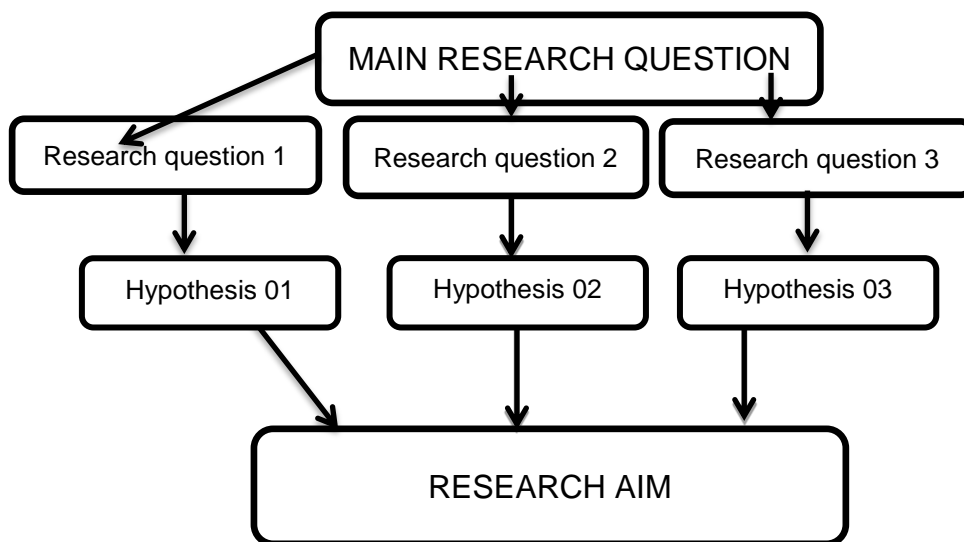 MAIN RESEARCH QUESTION
Research question 1
Research question 2
Research question 3
Hypothesis 01
Hypothesis 02
Hypothesis 03
RESEARCH AIM